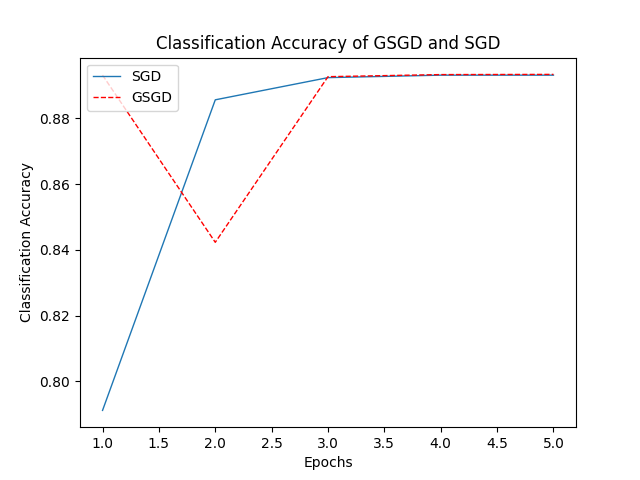 Classification Accuracy of GSGD and SGD
SGD
GSGD
0.88
0.86
0.84
0.82
0.80
Classification Accuracy
1.0 1.5 2.0 2.5 3.0 3.5 4.0 4.5 5.0
Epochs